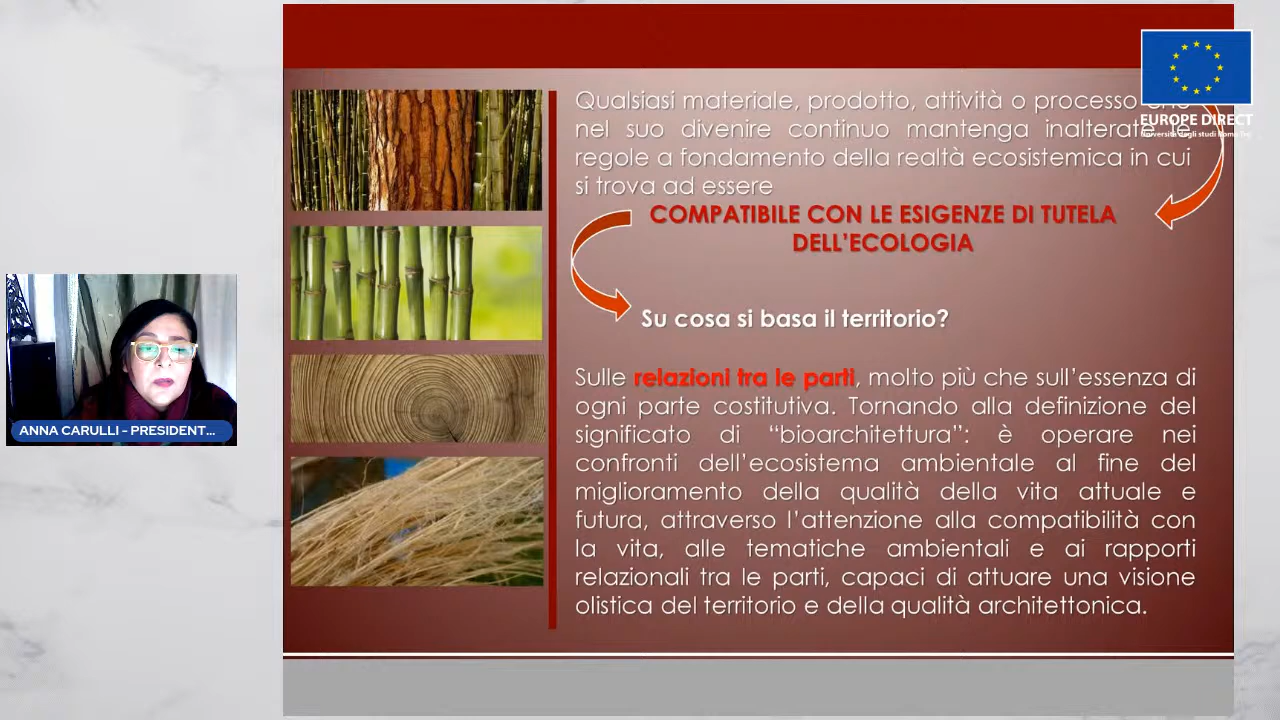 Qualsiasi materiale, prodotto, attività o processo che
nel suo divenire continuo mantenga inalterate le
regole a fondamento della realtà ecosistemica in cui
si trova ad essere
COMPATIBILE CON LE ESIGENZE DI TUTELA
DELL'ECOLOGIA
Su cosa si basa il territorio?
Sulle relazioni tra le parti, molto più che sull'essenza di
ogni parte costitutiva. Tornando alla definizione del
significato di “bioarchitettura”: è operare nei
confronti dell'ecosistema ambientale al fine del
miglioramento della qualità della vita attuale e
futura, attraverso l'attenzione alla compatibilità con
la vita, alle tematiche ambientali e ai rapporti
relazionali tra le parti, capaci di attuare una visione
olistica del territorio e della qualità architettonica.
EUROPE DIRECT
ANNA CARULLI - PRESIDENT...